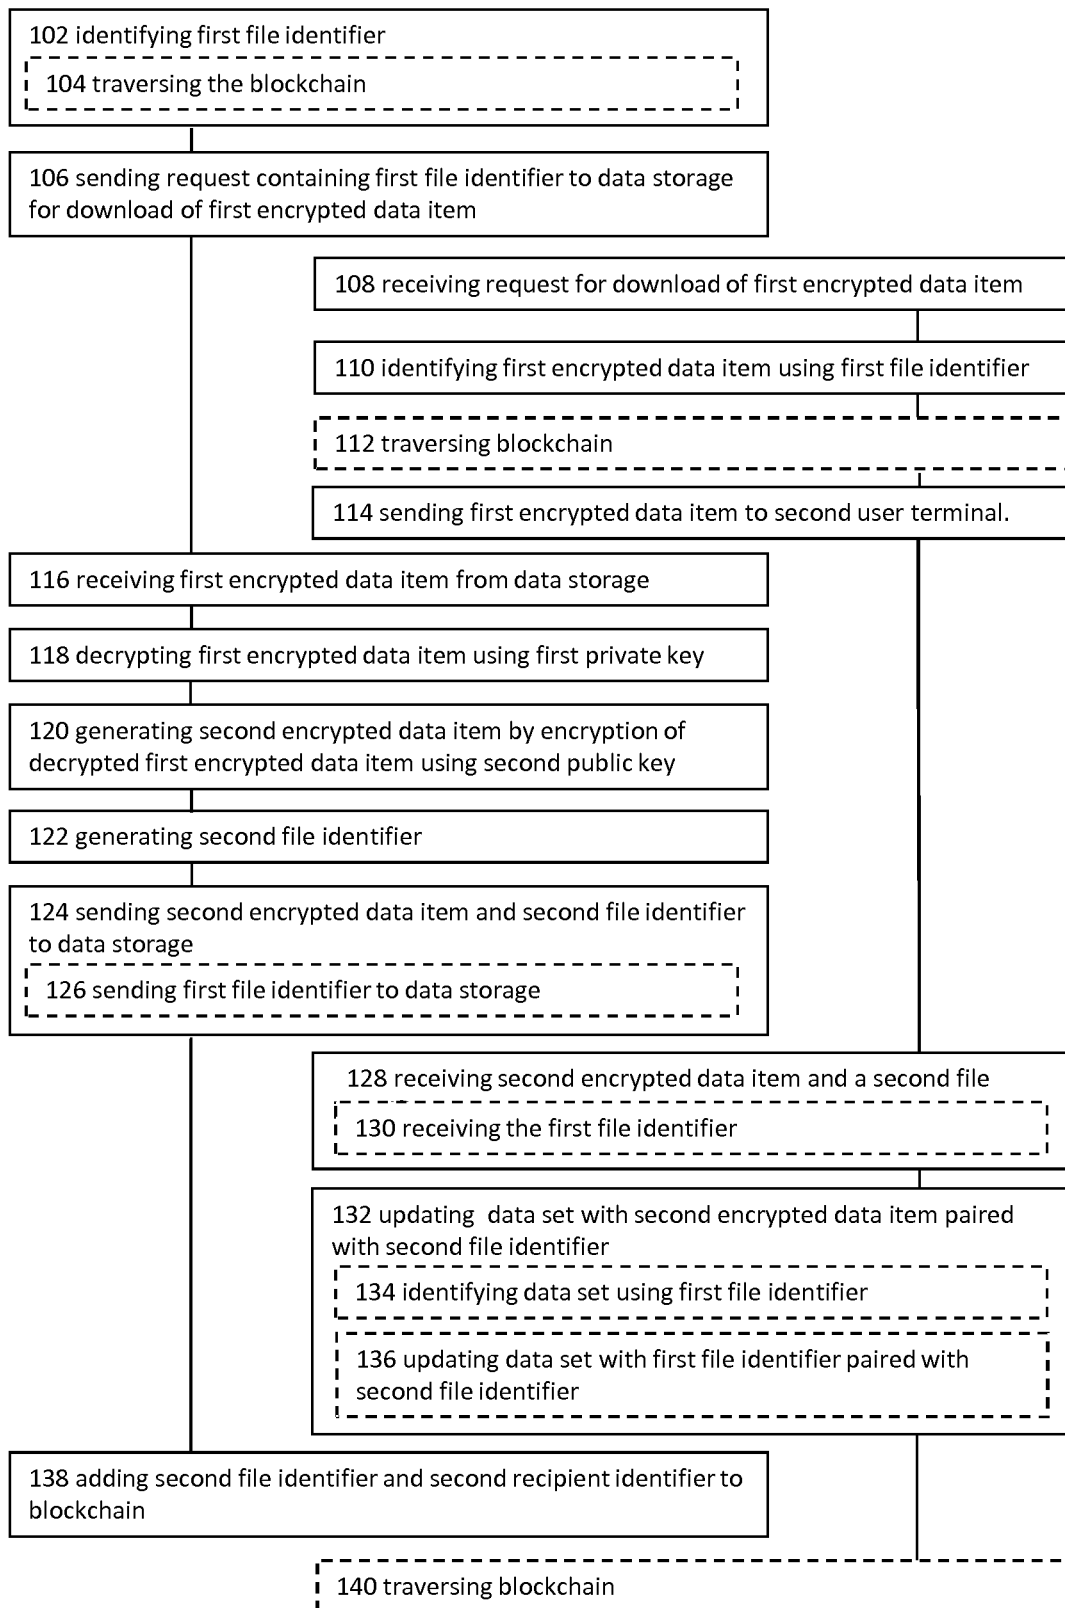 102 identifying first file identifier
104 traversing the blockchain
106 sending request containing first file identifier to data storage
for download of first encrypted data item
108 receiving request for download of first encrypted data item
110 identifying first encrypted data item using first file identifier
112 traversing blockchain
114 sending first encrypted data item to second user terminal.
116 receiving first encrypted data item from data storage
118 decrypting first encrypted data item using first private key
120 generating second encrypted data item by encryption of
decrypted first encrypted data item using second public key
122 generating second file identifier
124 sending second encrypted data item and second file identifier
to data storage
126 sending first file identifier to data storage
128 receiving second encrypted data item and a second file
130 receiving the first file identifier
132 updating  data set with second encrypted data item paired
with second file identifier
134 identifying data set using first file identifier
136 updating data set with first file identifier paired with
second file identifier
138 adding second file identifier and second recipient identifier to
blockchain
140 traversing blockchain